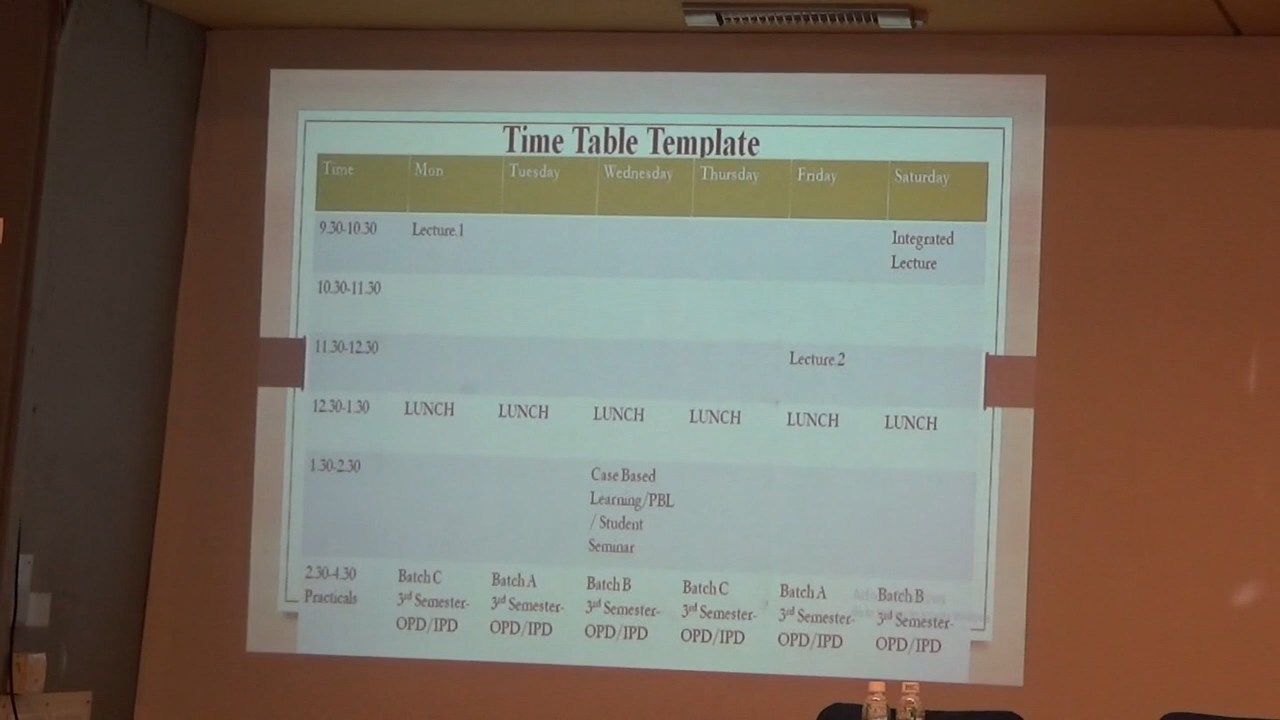 Time Table Template
Time Mon Tuesday Wednesday Thursday Friday Saturday
9.30-10.30 Lecture.1 Integrated
Lecture
10.30-11.30
11.30-12.30 Lecture.2
12.30-1.30 LUNCH LUNCH LUNCH LUNCH LUNCH LUNCH
1.30-2.30 Case Based
Learning/PBL
/ Student
Seminar
2.30-4.30 Batch C Batch A Batch B Batch C Batch A Batch B
Practicals 3rd Semester- 3rd Semester- 3rd Semester- 3rd Semester- 3rd Semester- 3rd Semester-
OPD/IPD OPD/IPD OPD/IPD OPD/IPD OPD/IPD OPD/IPD